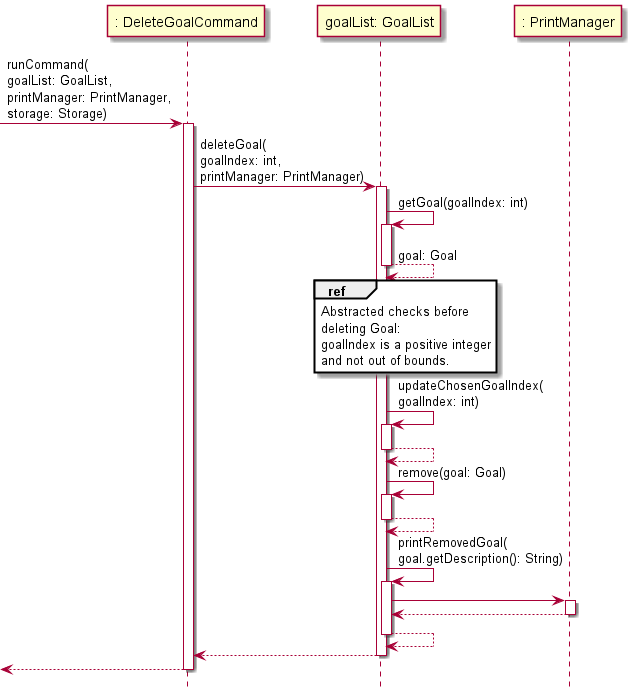 : DeleteGoalCommand
goalList: GoalList
: PrintManager
runCommand(
goalList: GoalList,
printManager: PrintManager,
storage: Storage)
deleteGoal(
goalIndex: int,
printManager: PrintManager)
getGoal(goalIndex: int)
goal: Goal
ref
Abstracted checks before
deleting Goal:
goalIndex is a positive integer
and not out of bounds.
updateChosenGoalIndex(
goalIndex: int)
remove(goal: Goal)
printRemovedGoal(
goal.getDescription(): String)